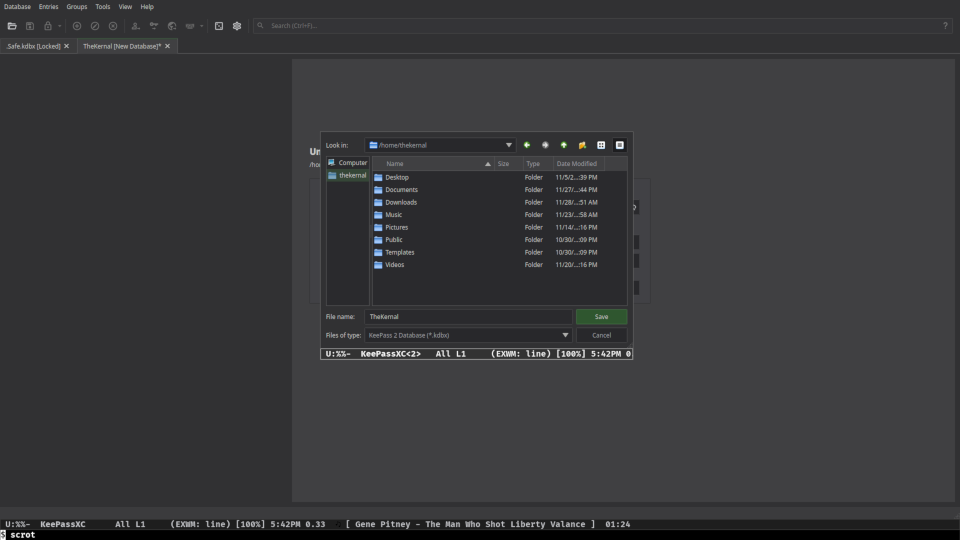 Database Entries Groups Tools View Help
Search (Ctrl+F)... ?
.Safe.kdbx [Locked] TheKernal [New Database]*
Look in: /home/thekernal
Computer
thekernal
Name Size Type Date Modified
Desktop Folder 11/5/2...:39 PM
Documents Folder 11/27/...:44 PM
Downloads Folder 11/28/...:51 AM
Music Folder 11/23/...:58 AM
Pictures Folder 11/14/...:16 PM
Public Folder 10/30/...:09 PM
Templates Folder 10/30/...:09 PM
Videos Folder 11/20/...:16 PM
File name: TheKernal Save
Files of type: KeePass 2 Database (*.kdbx) Cancel
U:%%- KeePassXC<2> All L1 (EXWM: line) [100%] 5:42PM 0
U:%%- KeePassXC All L1 (EXWM: line) [100%] 5:42PM 0.33 [ Gene Pitney - The Man Who Shot Liberty Valance ] 01:24
$ scrot